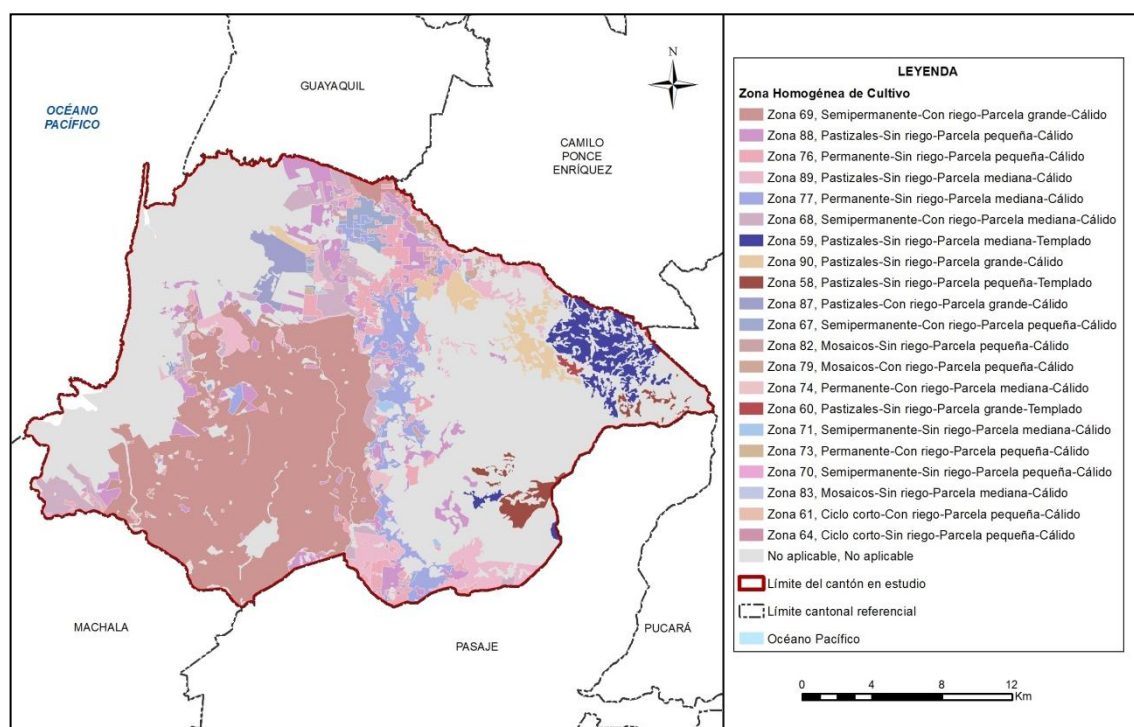 GUAYAQUIL
OCÉANO
PACÍFICO
CAMILO
PONCE
ENRÍQUEZ
N
MACHALA
PASAJE
PUCARÁ
LEYENDA
Zona Homogénea de Cultivo
Zona 69, Semipermanente-Con riego-Parcela grande-Cálido
Zona 88, Pastizales-Sin riego-Parcela pequeña-Cálido
Zona 76, Permanente-Sin riego-Parcela pequeña-Cálido
Zona 89, Pastizales-Sin riego-Parcela mediana-Cálido
Zona 77, Permanente-Sin riego-Parcela mediana-Cálido
Zona 68, Semipermanente-Con riego-Parcela mediana-Cálido
Zona 59, Pastizales-Sin riego-Parcela mediana-Templado
Zona 90, Pastizales-Sin riego-Parcela grande-Cálido
Zona 58, Pastizales-Sin riego-Parcela pequeña-Templado
Zona 87, Pastizales-Con riego-Parcela grande-Cálido
Zona 67, Semipermanente-Con riego-Parcela pequeña-Cálido
Zona 82, Mosaicos-Sin riego-Parcela pequeña-Cálido
Zona 79, Mosaicos-Con riego-Parcela pequeña-Cálido
Zona 74, Permanente-Con riego-Parcela mediana-Cálido
Zona 60, Pastizales-Sin riego-Parcela grande-Templado
Zona 71, Semipermanente-Sin riego-Parcela mediana-Cálido
Zona 73, Permanente-Con riego-Parcela pequeña-Cálido
Zona 70, Semipermanente-Sin riego-Parcela pequeña-Cálido
Zona 83, Mosaicos-Sin riego-Parcela mediana-Cálido
Zona 61, Ciclo corto-Con riego-Parcela pequeña-Cálido
Zona 64, Ciclo corto-Sin riego-Parcela pequeña-Cálido
No aplicable, No aplicable
Límite del cantón en estudio
Límite cantonal referencial
Océano Pacífico
0 4 8 12
Km